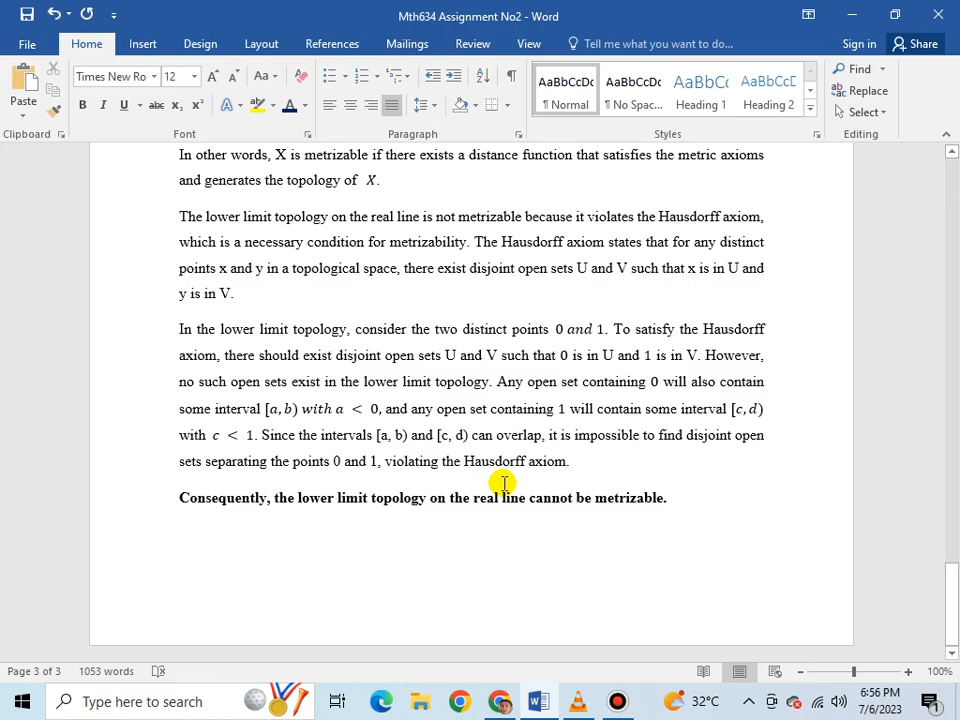 Mth634 Assignment No2 - Word
File Home Insert Design Layout References Mailings Review View Tell me what you want to do... Sign in Share
Paste
Times New Ro 12 Aa
B I U abc x₂ x² A ab A
AaBbCcDc AaBbCcDc AaBbCc AaBbCcD
¶ Normal ¶ No Spac... Heading 1 Heading 2
Find
Replace
Select
Clipboard Font Paragraph Styles Editing
In other words, X is metrizable if there exists a distance function that satisfies the metric axioms
and generates the topology of X.
The lower limit topology on the real line is not metrizable because it violates the Hausdorff axiom,
which is a necessary condition for metrizability. The Hausdorff axiom states that for any distinct
points x and y in a topological space, there exist disjoint open sets U and V such that x is in U and
y is in V.
In the lower limit topology, consider the two distinct points 0 and 1. To satisfy the Hausdorff
axiom, there should exist disjoint open sets U and V such that 0 is in U and 1 is in V. However,
no such open sets exist in the lower limit topology. Any open set containing 0 will also contain
some interval [a, b) with a < 0, and any open set containing 1 will contain some interval [c, d)
with c < 1. Since the intervals [a, b) and [c, d) can overlap, it is impossible to find disjoint open
sets separating the points 0 and 1, violating the Hausdorff axiom.
Consequently, the lower limit topology on the real line cannot be metrizable.
Page 3 of 3 1053 words 100%
Type here to search 32°C 6:56 PM
7/6/2023 1